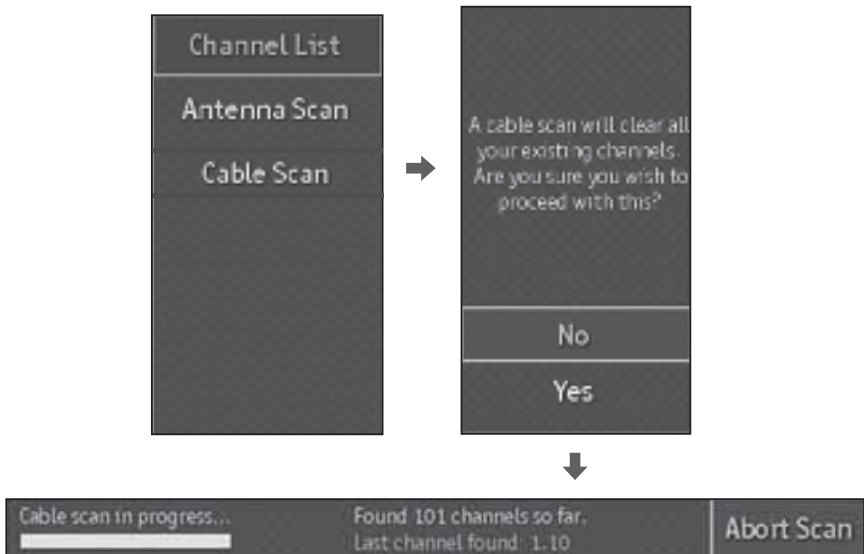 Channel List
Antenna Scan
Cable Scan
A cable scan will clear all
your existing channels.
Are you sure you wish to
proceed with this?
No
Yes
Cable scan in progress...
Found 101 channels so far.
Last channel found: 1.10
Abort Scan